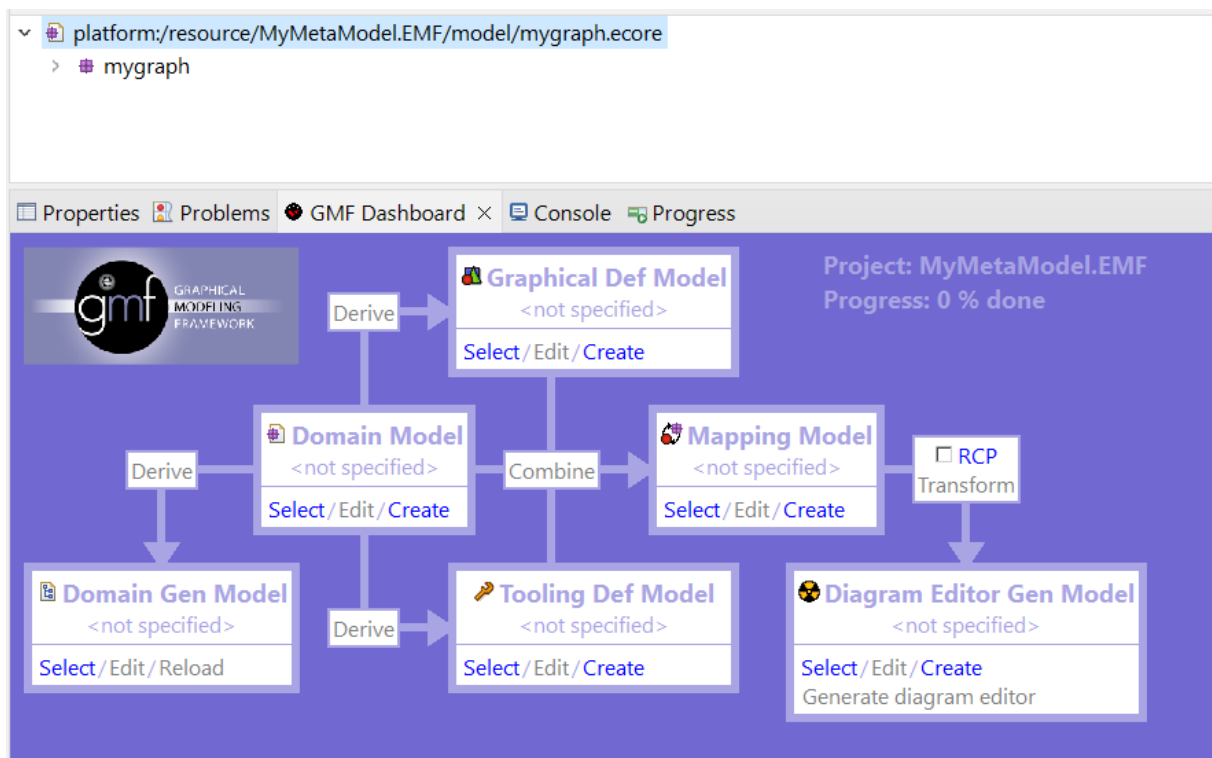 platform:/resource/MyMetaModel.EMF/model/mygraph.ecore
mygraph
Properties Problems GMF Dashboard Console Progress
gmf
GRAPHICAL
MODELING
FRAMEWORK
Derive
Graphical Def Model
<not specified>
Select/Edit/Create
Project: MyMetaModel.EMF
Progress: 0 % done
Derive
Domain Model
<not specified>
Select/Edit/Create
Combine
Mapping Model
<not specified>
Select/Edit/Create
RCP
Transform
Domain Gen Model
<not specified>
Select/Edit/Reload
Derive
Tooling Def Model
<not specified>
Select/Edit/Create
Diagram Editor Gen Model
<not specified>
Select/Edit/Create
Generate diagram editor